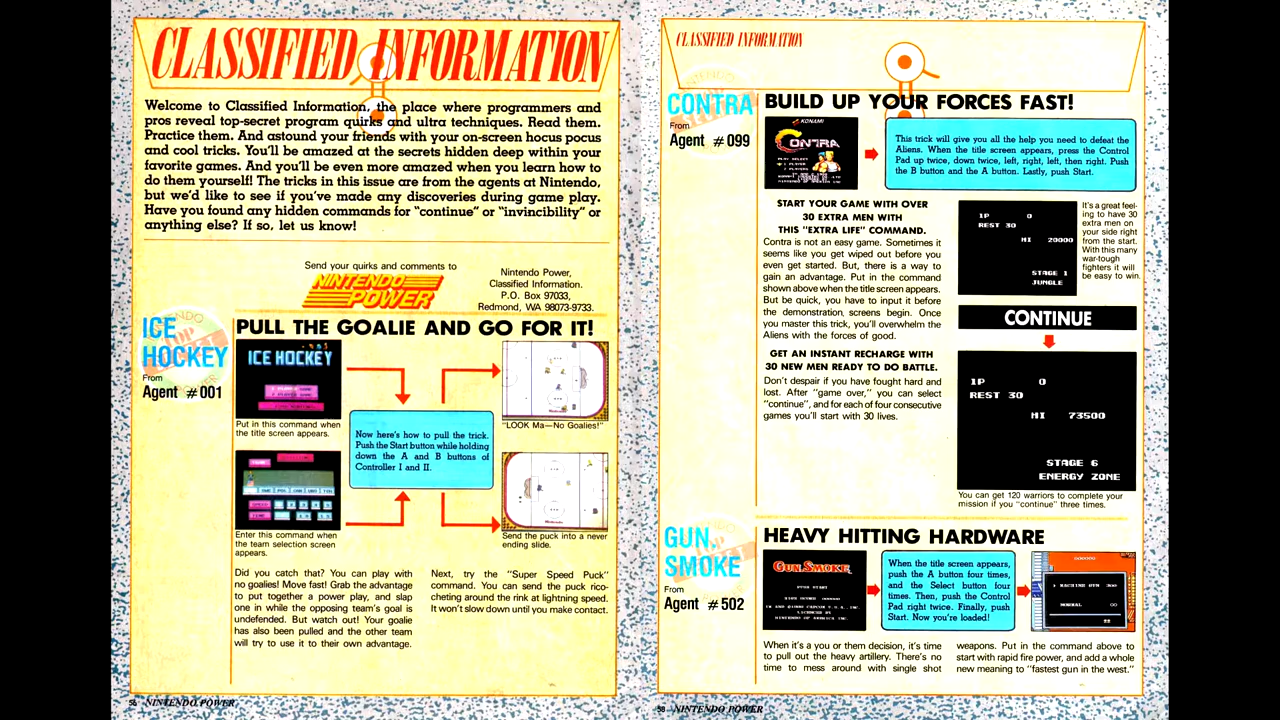 CLASSIFIED INFORMATION
Welcome to Classified Information, the place where programmers and
pros reveal top-secret program quirks and ultra techniques. Read them.
Practice them. And astound your friends with your on-screen hocus pocus
and cool tricks. You'll be amazed at the secrets hidden deep within your
favorite games. And you'll be even more amazed when you learn how to
do them yourself! The tricks in this issue are from the agents at Nintendo,
but we'd like to see if you've made any discoveries during game play.
Have you found any hidden commands for "continue" or "invincibility" or
anything else? If so, let us know!
Send your quirks and comments to
NINTENDO
POWER
Nintendo Power,
Classified Information.
P.O. Box 97033,
Redmond, WA 98073-9733.
ICE
HOCKEY
From
Agent #001
PULL THE GOALIE AND GO FOR IT!
ICE HOCKEY
Put in this command when
the title screen appears.
Enter this command when
the team selection screen
appears.
Now here's how to pull the trick.
Push the Start button while holding
down the A and B buttons of
Controller I and II.
"LOOK Ma—No Goalies!"
Send the puck into a never
ending slide.
Did you catch that? You can play with
no goalies! Move fast! Grab the advantage
to put together a power play, and slap
one in while the opposing team's goal is
undefended. But watch out! Your goalie
has also been pulled and the other team
will try to use it to their own advantage.
Next, try the "Super Speed Puck"
command. You can send the puck rico-
cheting around the rink at lightning speed.
It won't slow down until you make contact.
NINTENDO POWER
CLASSIFIED INFORMATION
CONTRA
From
Agent #099
BUILD UP YOUR FORCES FAST!
KONAMI
CONTRA
PLAY SELECT
1 PLAYER
2 PLAYERS
This trick will give you all the help you need to defeat the
Aliens. When the title screen appears, press the Control
Pad up twice, down twice, left, right, left, then right. Push
the B button and the A button. Lastly, push Start.
START YOUR GAME WITH OVER
30 EXTRA MEN WITH
THIS "EXTRA LIFE" COMMAND.
Contra is not an easy game. Sometimes it
seems like you get wiped out before you
even get started. But, there is a way to
gain an advantage. Put in the command
shown above when the title screen appears.
But be quick, you have to input it before
the demonstration, screens begin. Once
you master this trick, you'll overwhelm the
Aliens with the forces of good.
GET AN INSTANT RECHARGE WITH
30 NEW MEN READY TO DO BATTLE.
Don't despair if you have fought hard and
lost. After "game over," you can select
"continue", and for each of four consecutive
games you'll start with 30 lives.
1P 0
REST 30
HI 20000
STAGE 1
JUNGLE
It's a great feel-
ing to have 30
extra men on
your side right
from the start.
With this many
war-tough
fighters it will
be easy to win.
CONTINUE
1P 0
REST 30
HI 73500
STAGE 6
ENERGY ZONE
You can get 120 warriors to complete your
mission if you "continue" three times.
GUN.
SMOKE
From
Agent #502
HEAVY HITTING HARDWARE
GUN.SMOKE
PUSH START
When the title screen appears,
push the A button four times,
and the Select button four
times. Then, push the Control
Pad right twice. Finally, push
Start. Now you're loaded!
MACHINE GUN 300
NORMAL 00
When it's a you or them decision, it's time
to pull out the heavy artillery. There's no
time to mess around with single shot
weapons. Put in the command above to
start with rapid fire power, and add a whole
new meaning to "fastest gun in the west."
NINTENDO POWER